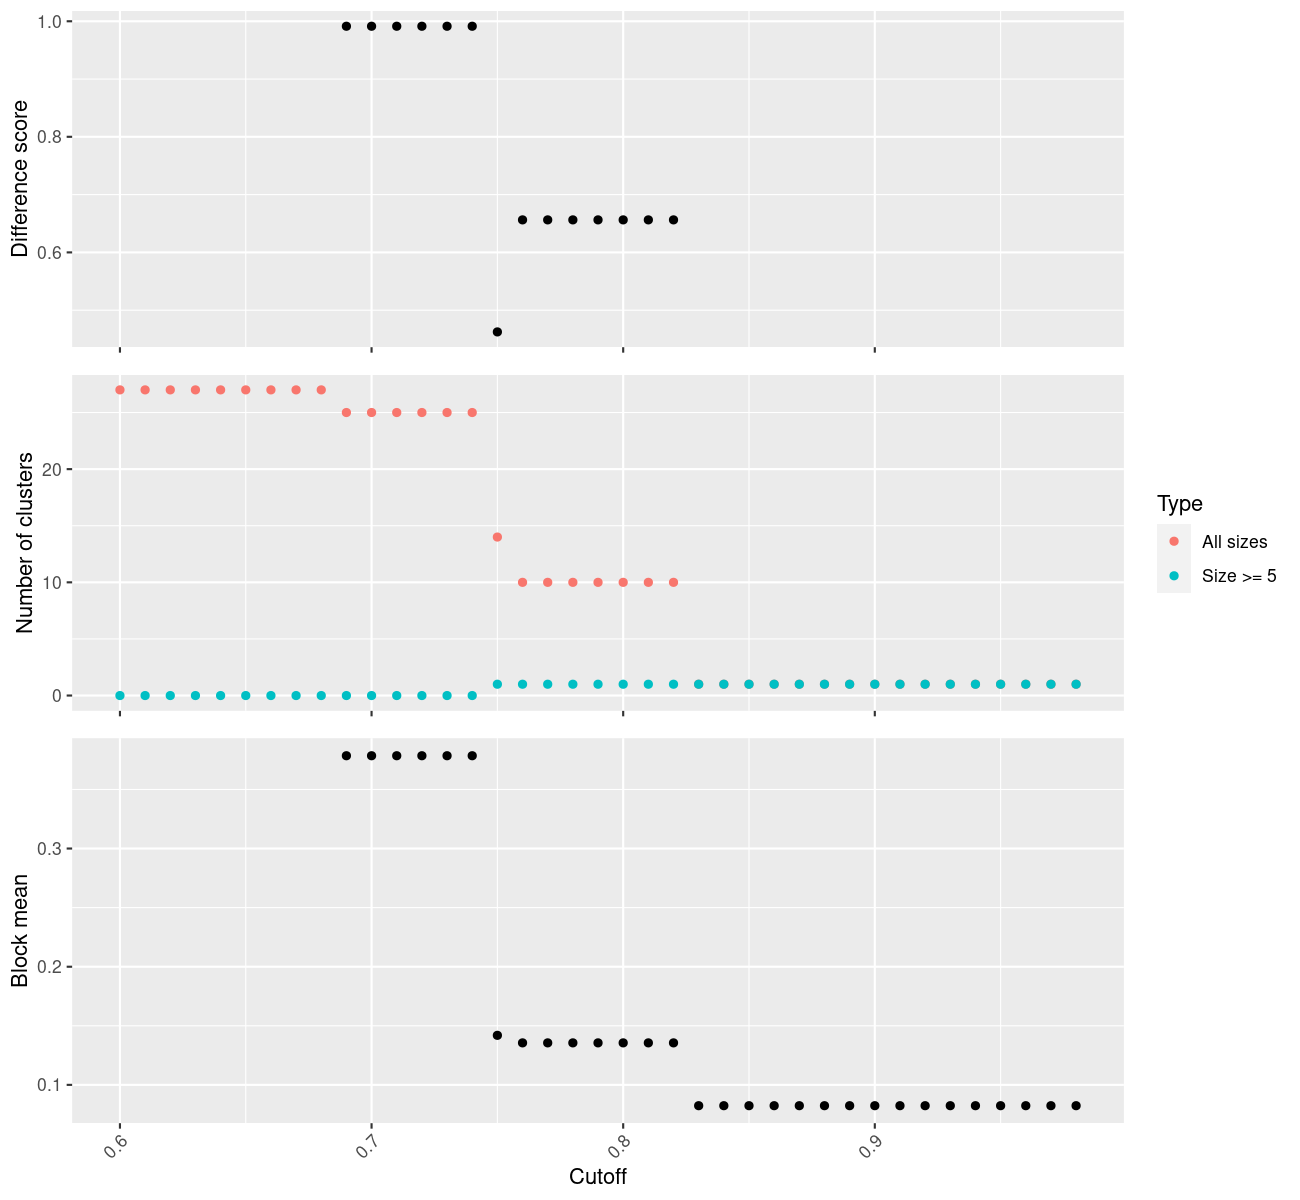 Difference score
1.0
0.8
0.6
Number of clusters
20
10
0
Type
All sizes
Size >= 5
Block mean
0.3
0.2
0.1
0.6
0.7
0.8
0.9
Cutoff